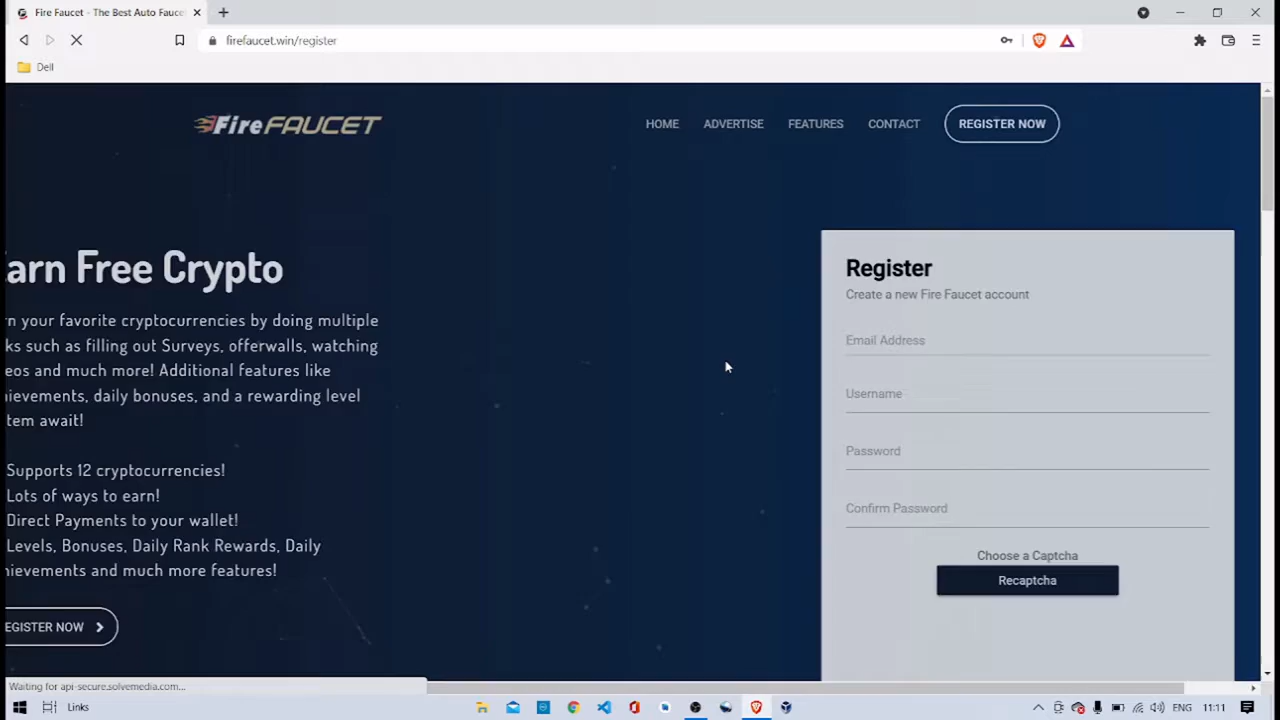 Fire Faucet - The Best Auto Fauce
firefaucet.win/register
Dell
FireFAUCET
HOME
ADVERTISE
FEATURES
CONTACT
REGISTER NOW
arn Free Crypto
n your favorite cryptocurrencies by doing multiple
ks such as filling out Surveys, offerwalls, watching
eos and much more! Additional features like
ievements, daily bonuses, and a rewarding level
tem await!
Supports 12 cryptocurrencies!
Lots of ways to earn!
Direct Payments to your wallet!
Levels, Bonuses, Daily Rank Rewards, Daily
ievements and much more features!
EGISTER NOW
Register
Create a new Fire Faucet account
Email Address
Username
Password
Confirm Password
Choose a Captcha
Recaptcha
Waiting for api-secure.solvemedia.com...
Links
ENG
11:11